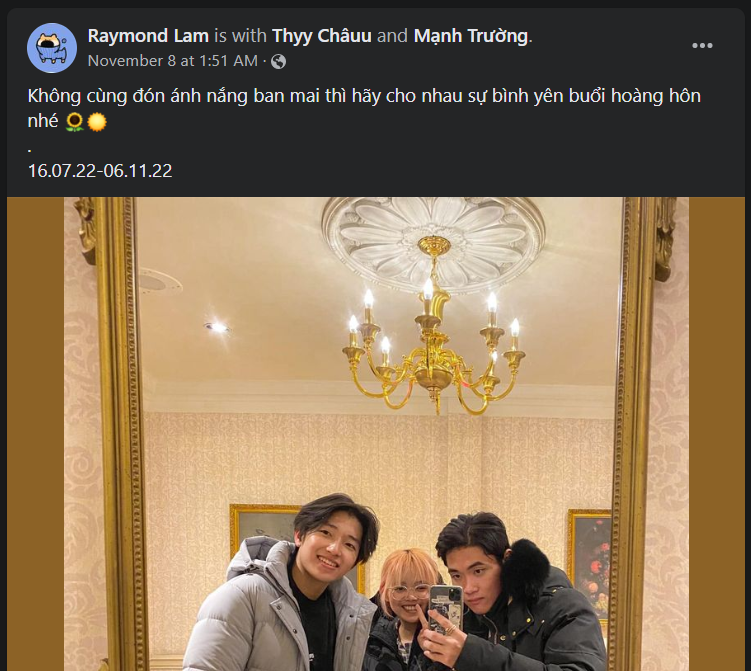 Raymond Lam is with Thyy Châuu and Mạnh Trường.
November 8 at 1:51 AM ·
Không cùng đón ánh nắng ban mai thì hãy cho nhau sự bình yên buổi hoàng hôn
nhé 🌻☀️
.
16.07.22-06.11.22